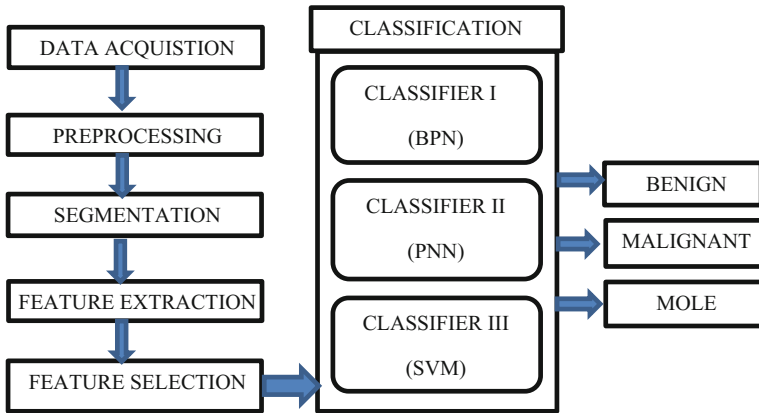 DATA ACQUISTION
PREPROCESSING
SEGMENTATION
FEATURE EXTRACTION
FEATURE SELECTION
CLASSIFICATION
CLASSIFIER I
(BPN)
CLASSIFIER II
(PNN)
CLASSIFIER III
(SVM)
BENIGN
MALIGNANT
MOLE